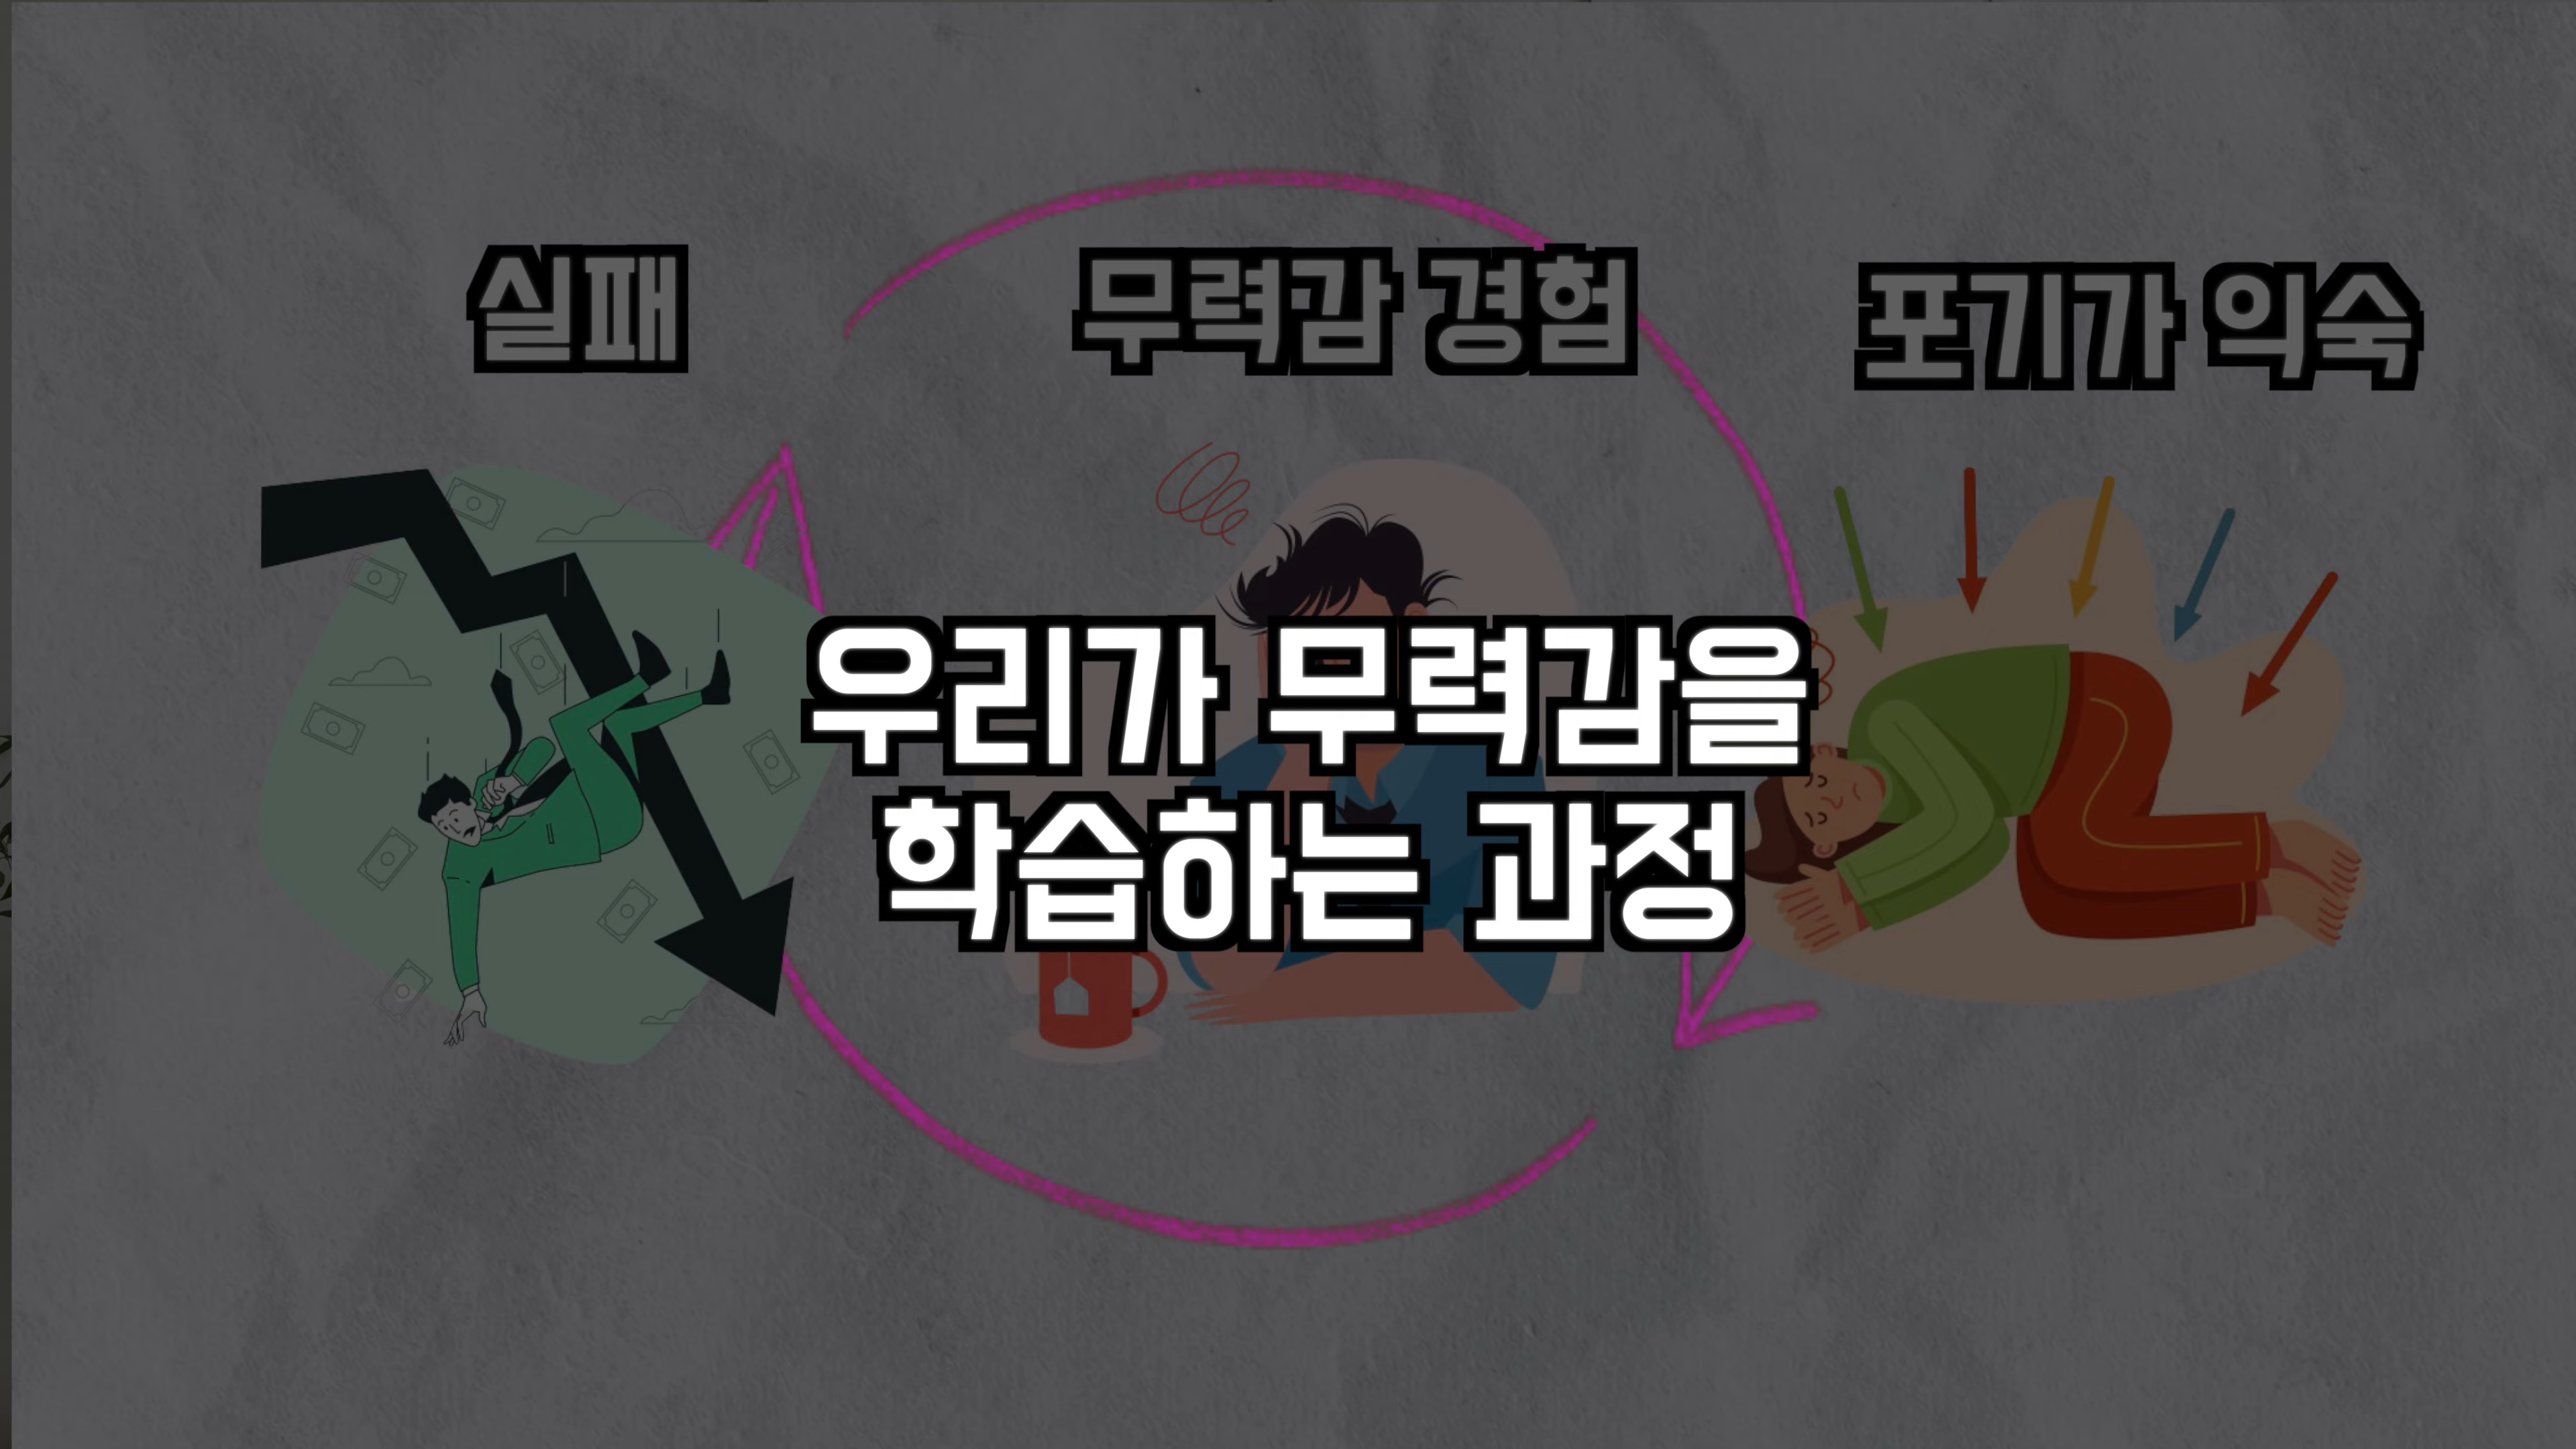 실패
무력감 경험
포기가 익숙
우리가 무력감을
학습하는 과정